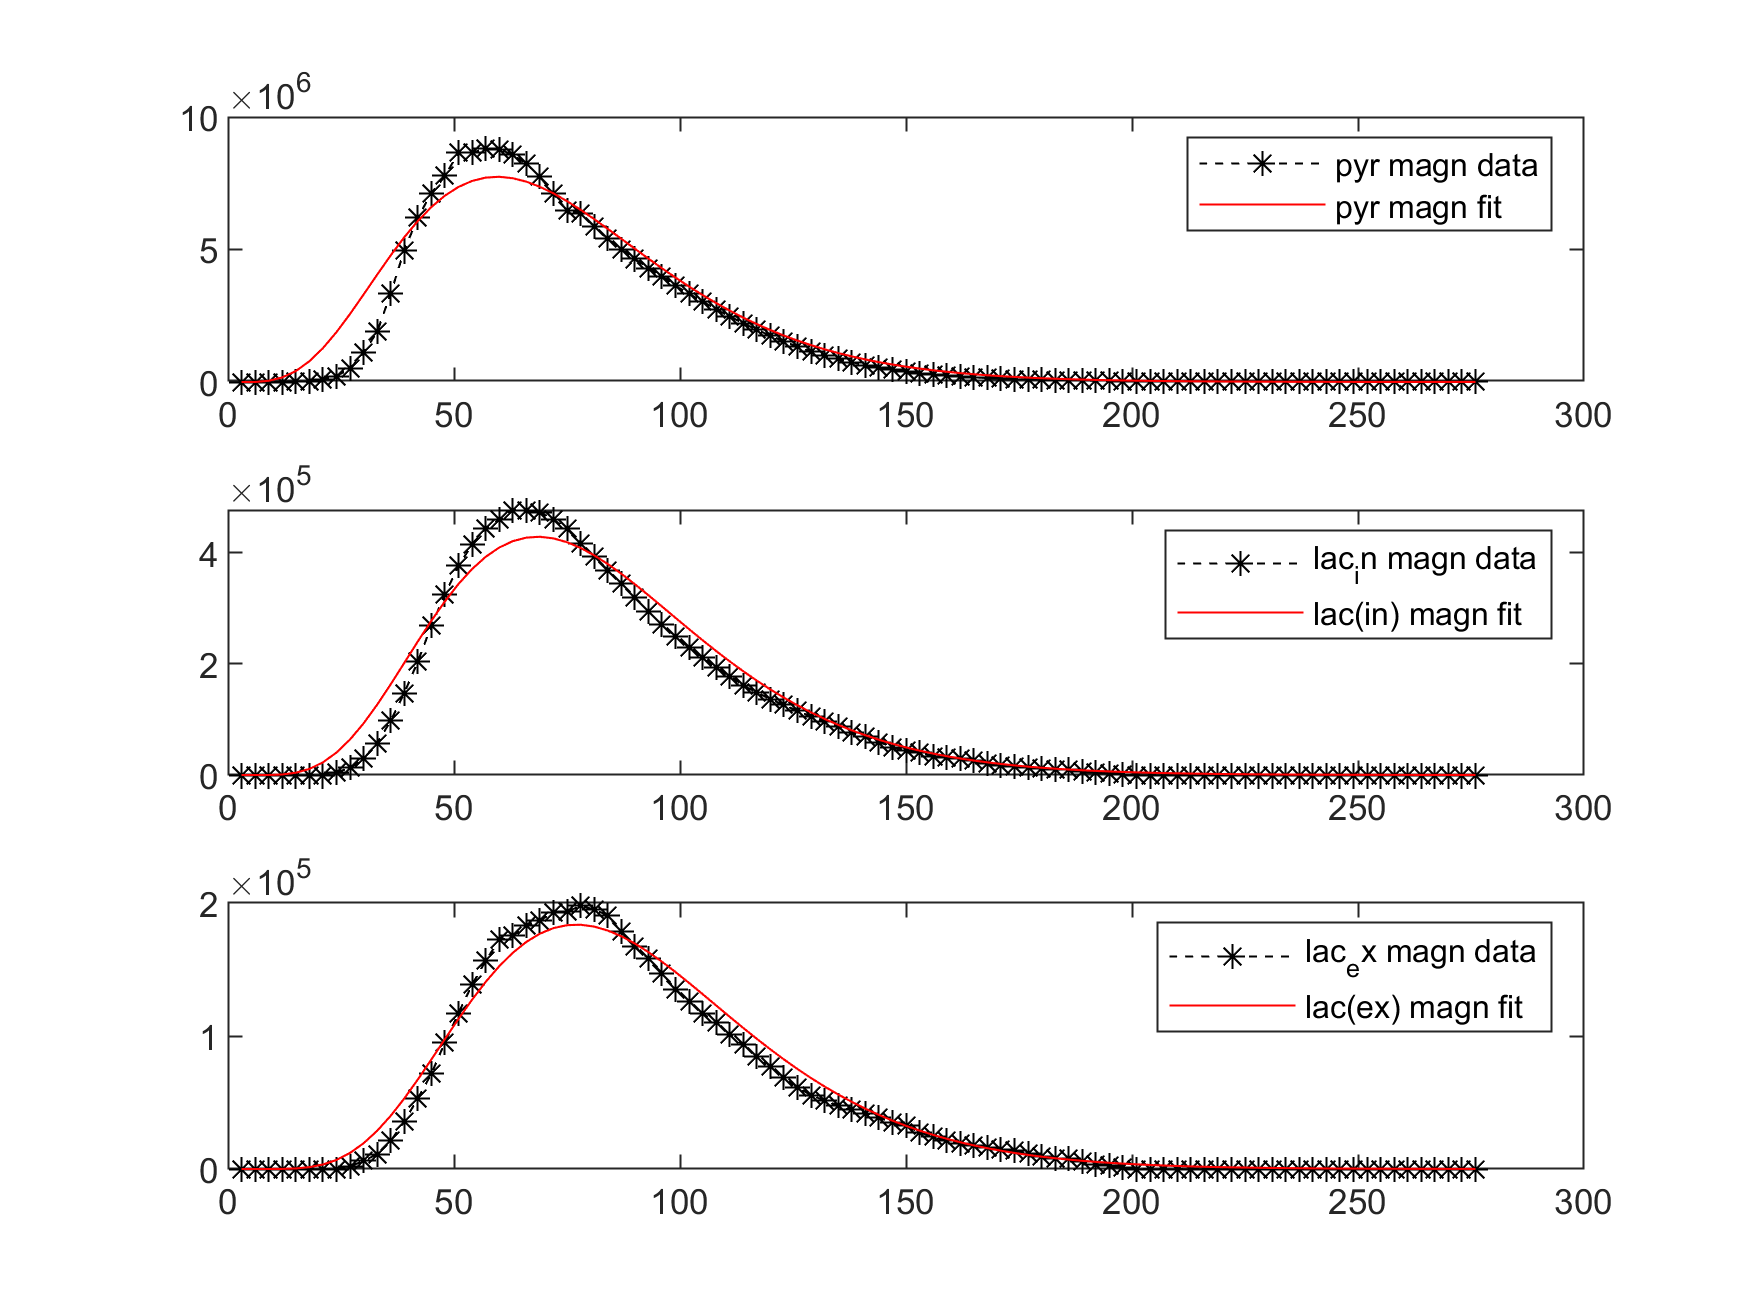 ×10^6
10
5
0
0 50 100 150 200 250 300
pyr magn data
pyr magn fit
×10^5
4
2
0
0 50 100 150 200 250 300
lac_in magn data
lac(in) magn fit
×10^5
2
1
0
0 50 100 150 200 250 300
lac_ex magn data
lac(ex) magn fit